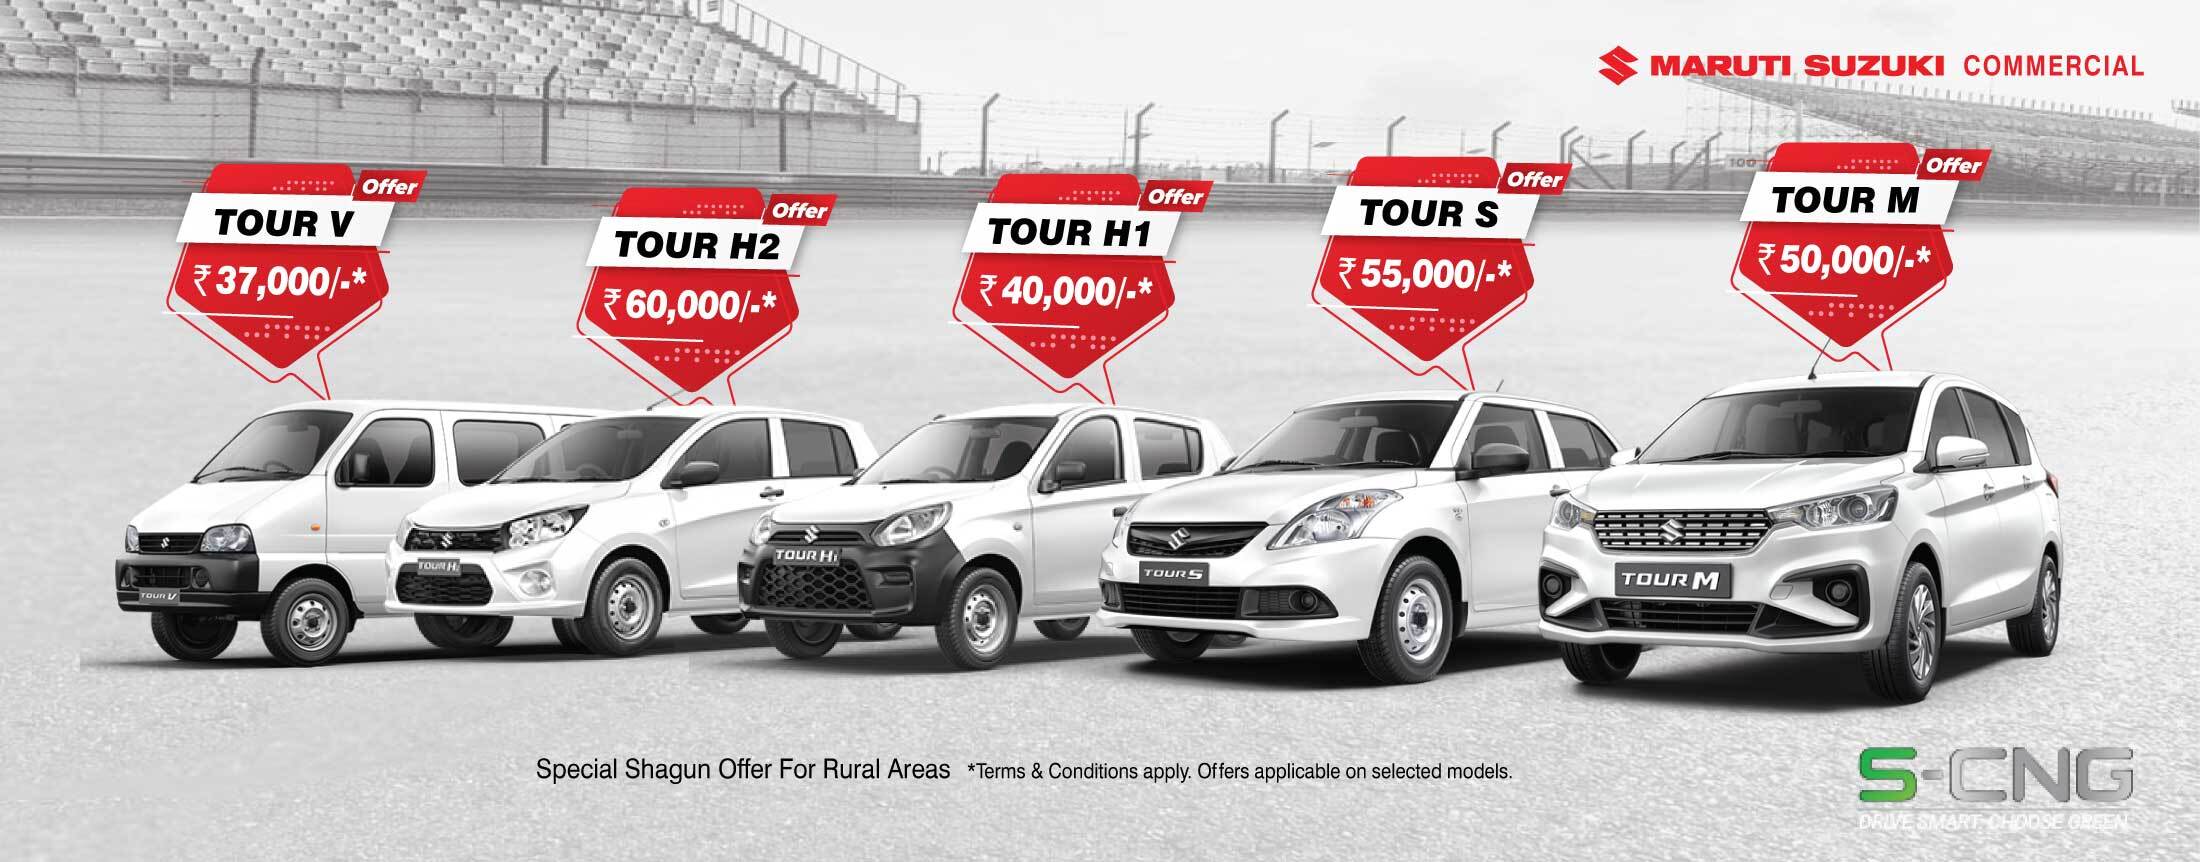 MARUTI SUZUKI COMMERCIAL
TOUR V Offer
₹ 37,000/-*
TOUR H2 Offer
₹ 60,000/-*
TOUR H1 Offer
₹ 40,000/-*
TOUR S Offer
₹ 55,000/-*
TOUR M Offer
₹ 50,000/-*
100
TOUR V
TOUR H2
TOUR H1
TOUR S
TOUR M
Special Shagun Offer For Rural Areas *Terms & Conditions apply. Offers applicable on selected models.
S-CNG
DRIVE SMART. CHOOSE GREEN